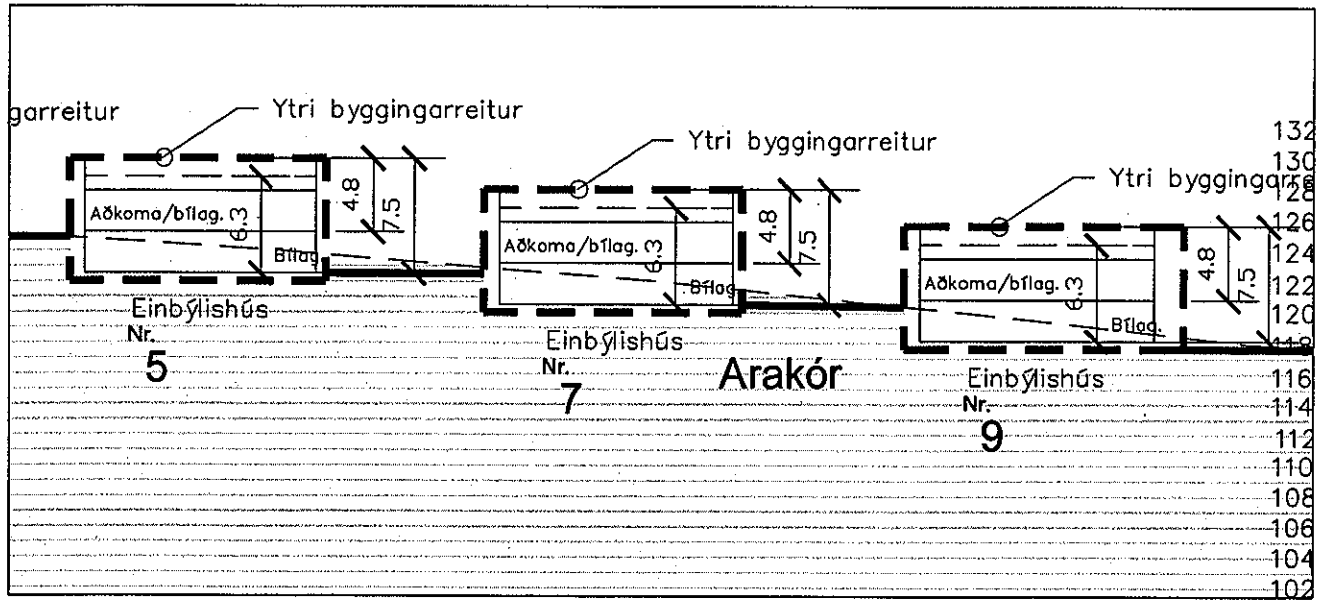 garreitur
Ytri byggingarreitur
Aðkoma/bílag.
6.3
Bílag
4.8
7.5
Einbýlishús
Nr.
5
Ytri byggingarreitur
Aðkoma/bílag.
6.3
Bílag.
4.8
7.5
Einbýlishús
Nr.
7
Arakór
Ytri byggingarre
Aðkoma/bílag.
6.3
Bílag.
4.8
7.5
Einbýlishús
Nr.
9
132
130
128
126
124
122
120
118
116
114
112
110
108
106
104
102